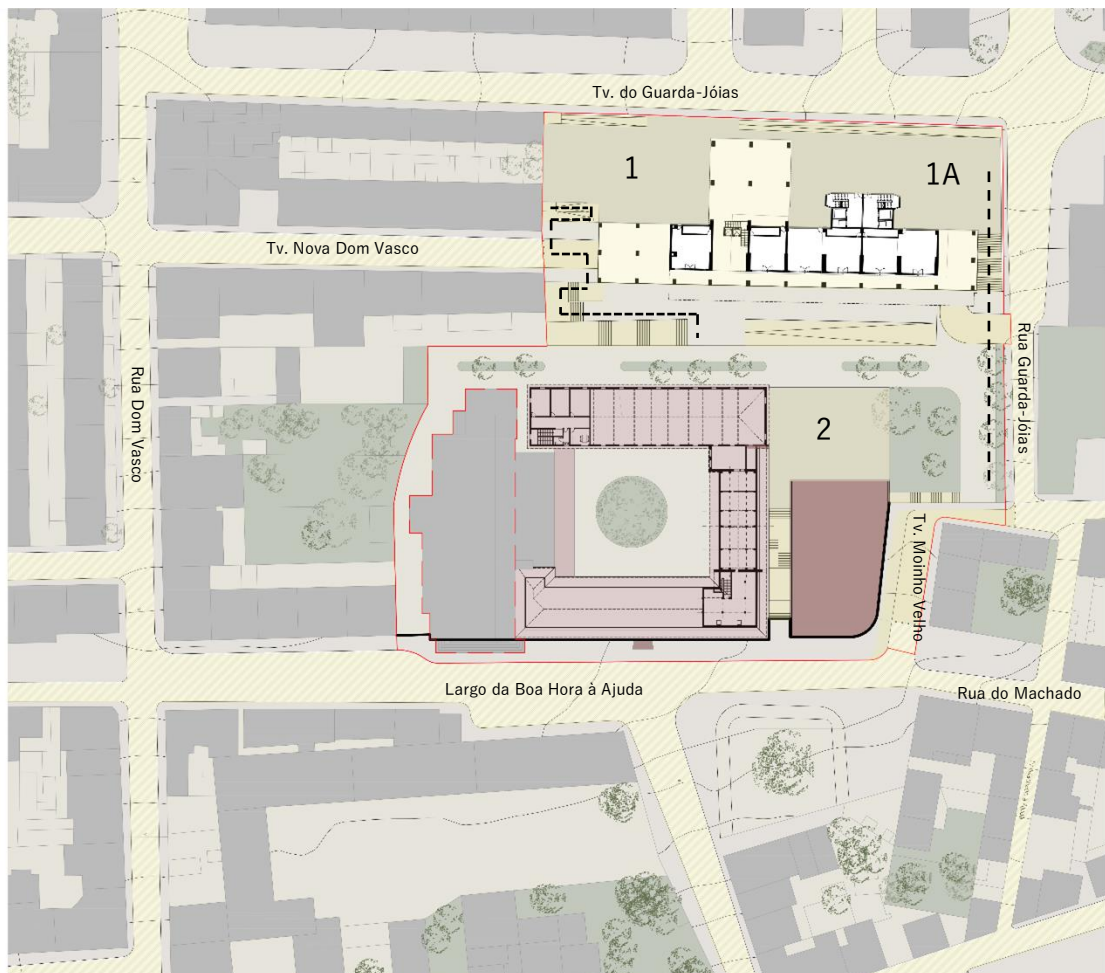 Tv. do Guarda-Jóias
1
1A
Tv. Nova Dom Vasco
Rua Guarda-Jóias
Rua Dom Vasco
2
Tv. Moinho Velho
Largo da Boa Hora à Ajuda
Rua do Machado